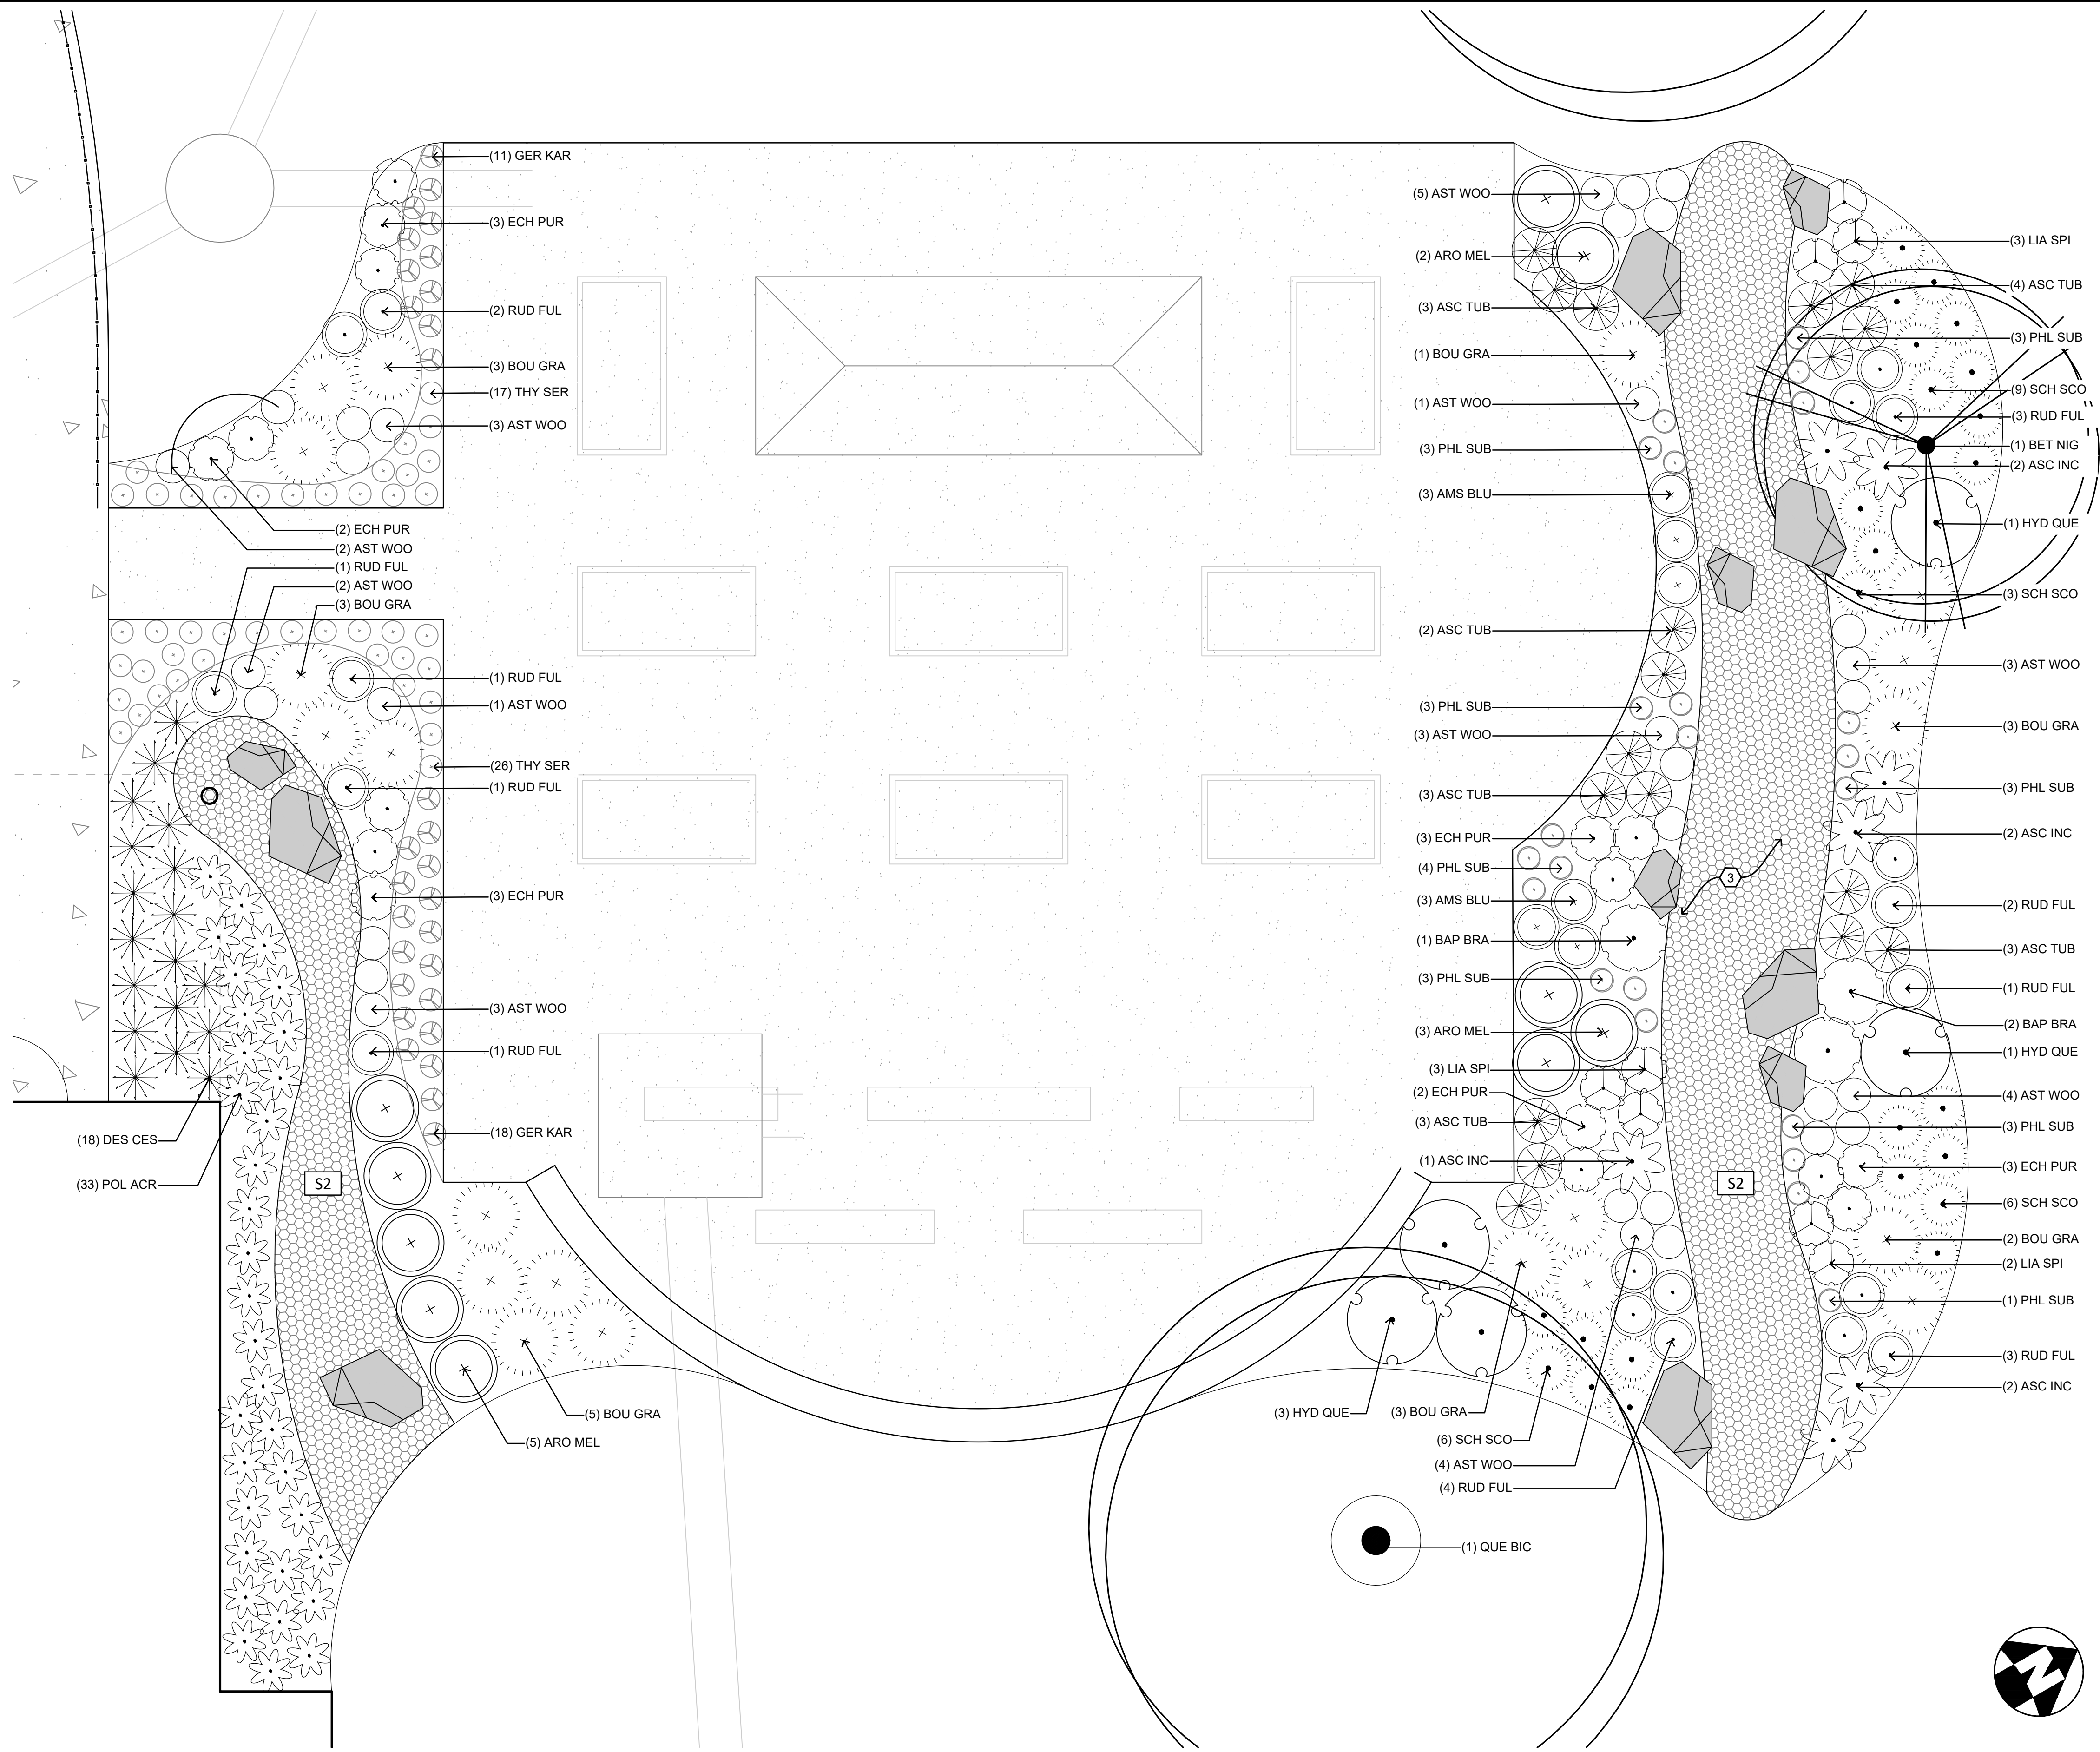 (11) GER KAR
(3) ECH PUR
(2) RUD FUL
(3) BOU GRA
(17) THY SER
(3) AST WOO
(2) ECH PUR
(2) AST WOO
(1) RUD FUL
(2) AST WOO
(3) BOU GRA
(1) RUD FUL
(1) AST WOO
(26) THY SER
(1) RUD FUL
(3) ECH PUR
(3) AST WOO
(1) RUD FUL
(18) GER KAR
(18) DES CES
(33) POL ACR
S2
(5) BOU GRA
(5) ARO MEL
(5) AST WOO
(2) ARO MEL
(3) ASC TUB
(1) BOU GRA
(1) AST WOO
(3) PHL SUB
(3) AMS BLU
(2) ASC TUB
(3) PHL SUB
(3) AST WOO
(3) ASC TUB
(3) ECH PUR
(4) PHL SUB
(3) AMS BLU
(1) BAP BRA
(3) PHL SUB
(3) ARO MEL
(3) LIA SPI
(2) ECH PUR
(3) ASC TUB
(1) ASC INC
(3) HYD QUE
(3) BOU GRA
(6) SCH SCO
(4) AST WOO
(4) RUD FUL
(1) QUE BIC
3
S2
(3) LIA SPI
(4) ASC TUB
(3) PHL SUB
(9) SCH SCO
(3) RUD FUL
(1) BET NIG
(2) ASC INC
(1) HYD QUE
(3) SCH SCO
(3) AST WOO
(3) BOU GRA
(3) PHL SUB
(2) ASC INC
(2) RUD FUL
(3) ASC TUB
(1) RUD FUL
(2) BAP BRA
(1) HYD QUE
(4) AST WOO
(3) PHL SUB
(3) ECH PUR
(6) SCH SCO
(2) BOU GRA
(2) LIA SPI
(1) PHL SUB
(3) RUD FUL
(2) ASC INC
N